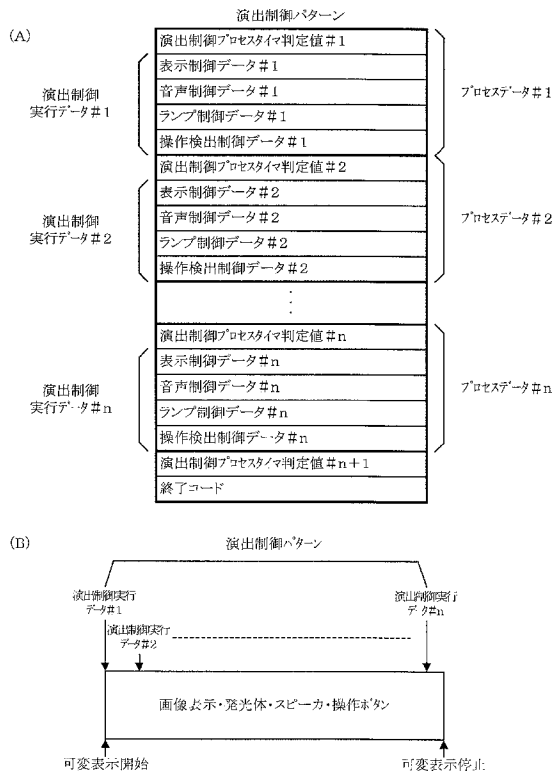 演出制御パターン
(A)
演出制御プロセスタイマ判定値#1
表示制御データ#1
音声制御データ#1
ランプ制御データ#1
操作検出制御データ#1
演出制御
実行データ#1
プロセスデータ#1
演出制御プロセスタイマ判定値#2
表示制御データ#2
音声制御データ#2
ランプ制御データ#2
操作検出制御データ#2
演出制御
実行データ#2
プロセスデータ#2
演出制御プロセスタイマ判定値#n
表示制御データ#n
音声制御データ#n
ランプ制御データ#n
操作検出制御データ#n
演出制御
実行データ#n
プロセスデータ#n
演出制御プロセスタイマ判定値#n+1
終了コード
(B)
演出制御パターン
演出制御実行
データ#1
演出制御実行
データ#2
演出制御実行
データ#n
画像表示・発光体・スピーカ・操作ボタン
可変表示開始
可変表示停止